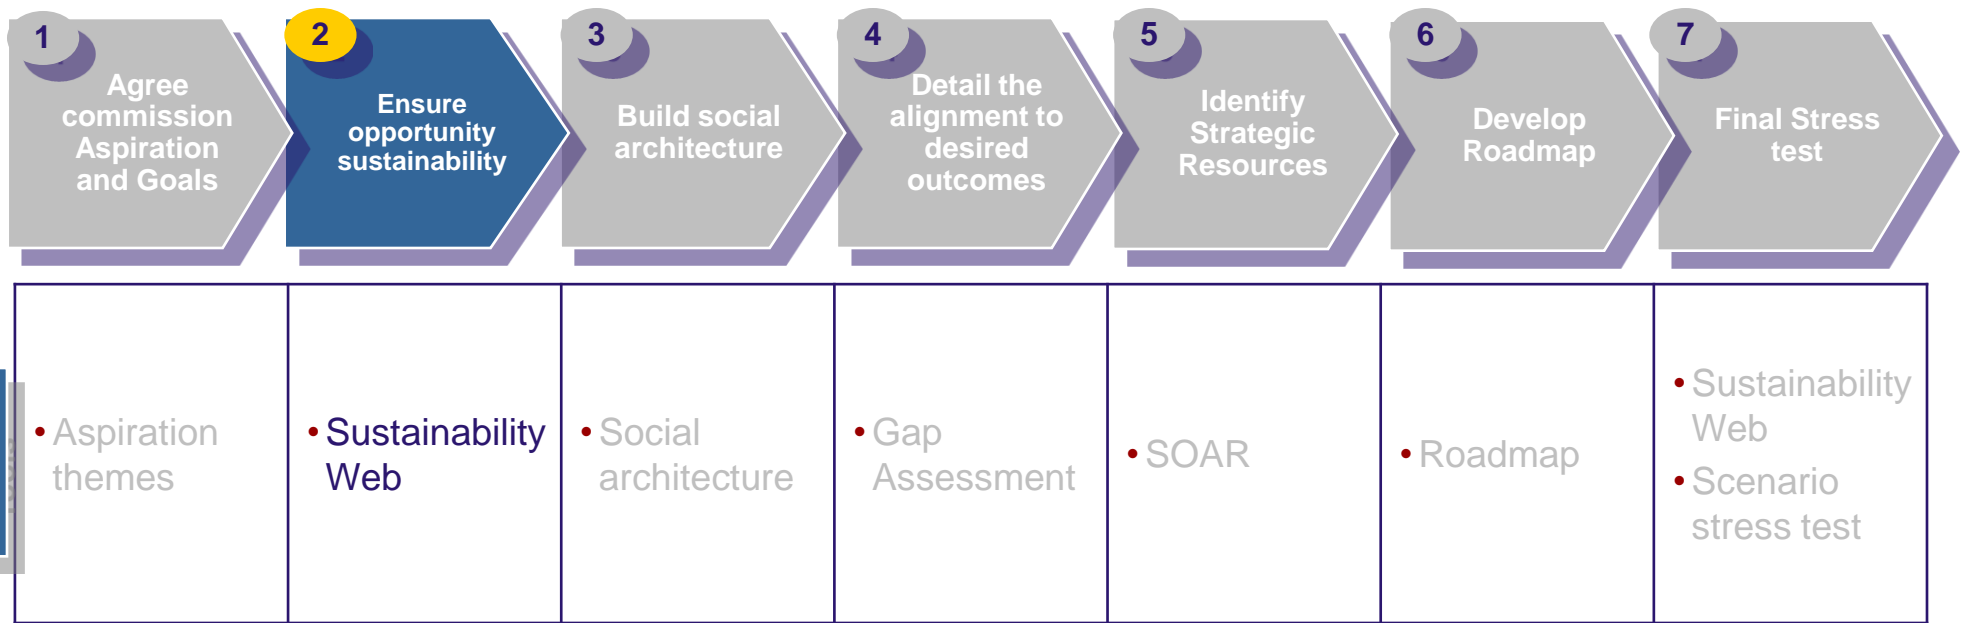 1
Agree
commission
Aspiration
and Goals
2
Ensure
opportunity
sustainability
3
Build social
architecture
4
Detail the
alignment to
desired
outcomes
5
Identify
Strategic
Resources
6
Develop
Roadmap
7
Final Stress
test
• Aspiration
themes
• Sustainability
Web
• Social
architecture
• Gap
Assessment
• SOAR
• Roadmap
• Sustainability
Web
• Scenario
stress test